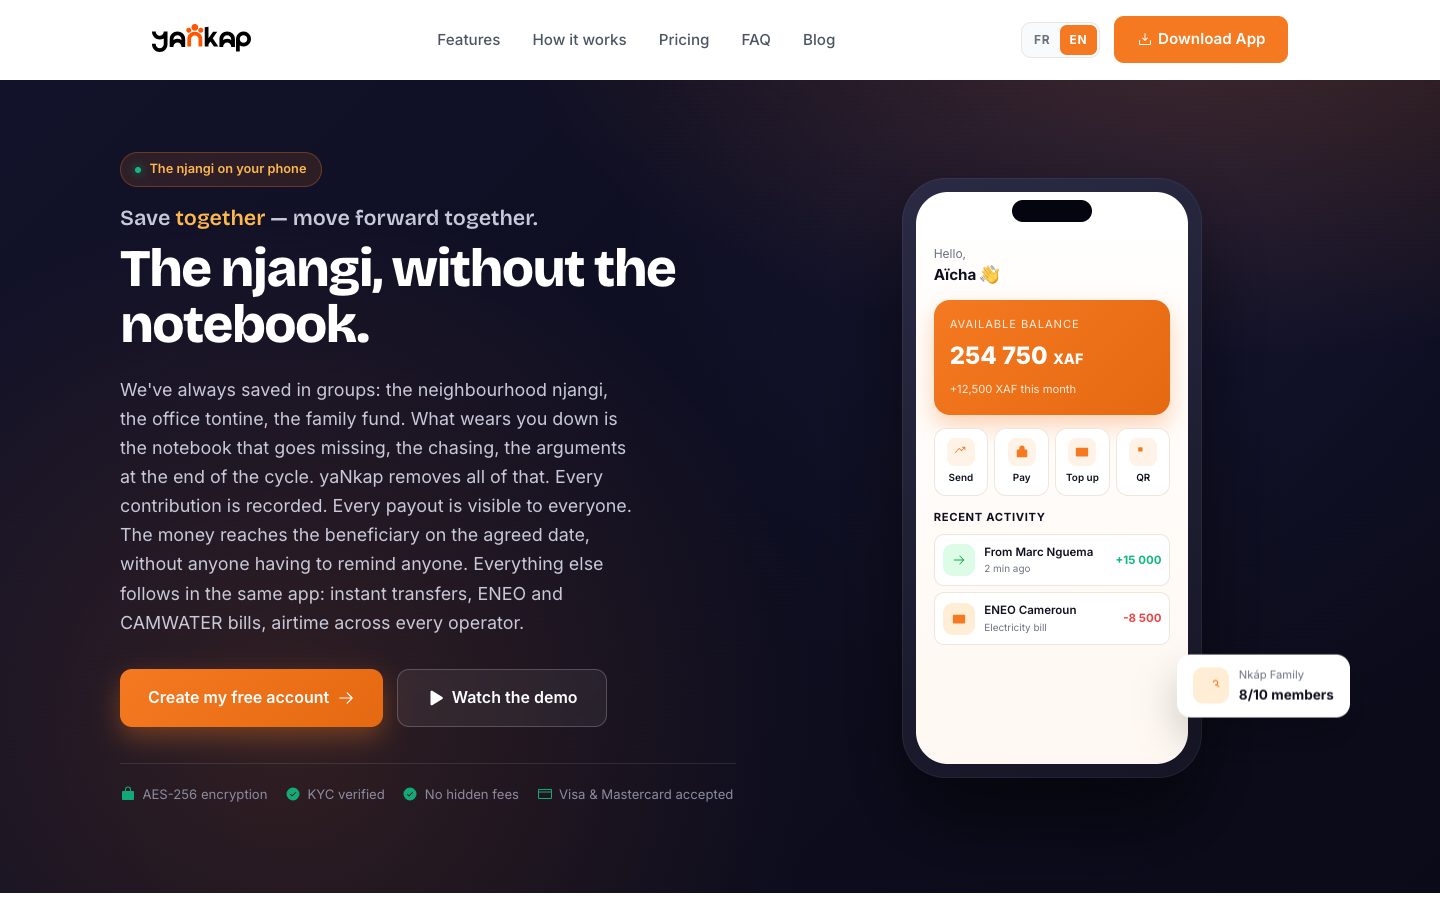 yaNkap
Features
How it works
Pricing
FAQ
Blog
FR
EN
Download App
The njangi on your phone
Save together — move forward together.
The njangi, without the
notebook.
We've always saved in groups: the neighbourhood njangi,
the office tontine, the family fund. What wears you down is
the notebook that goes missing, the chasing, the arguments
at the end of the cycle. yaNkap removes all of that. Every
contribution is recorded. Every payout is visible to everyone.
The money reaches the beneficiary on the agreed date,
without anyone having to remind anyone. Everything else
follows in the same app: instant transfers, ENEO and
CAMWATER bills, airtime across every operator.
Create my free account →
Watch the demo
AES-256 encryption
KYC verified
No hidden fees
Visa & Mastercard accepted
Hello,
Aïcha 👋
AVAILABLE BALANCE
254 750 XAF
+12,500 XAF this month
Send
Pay
Top up
QR
RECENT ACTIVITY
From Marc Nguema
2 min ago
+15 000
ENEO Cameroun
Electricity bill
-8 500
Nkáp Family
8/10 members